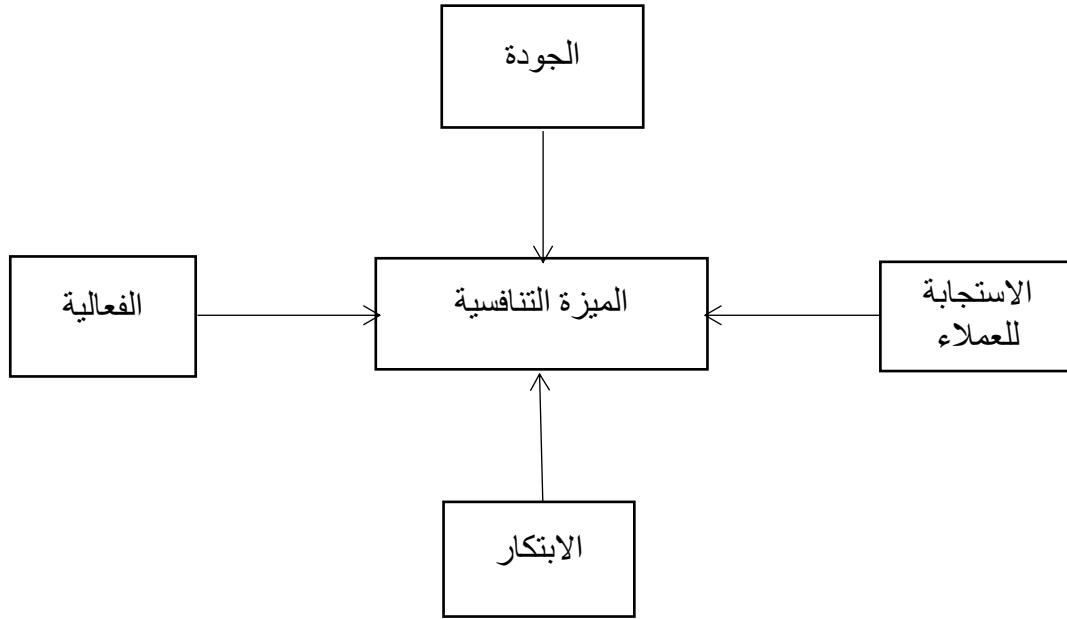 الجودة
الاستجابة
للعملاء
الميزة التنافسية
الفعالية
الابتكار